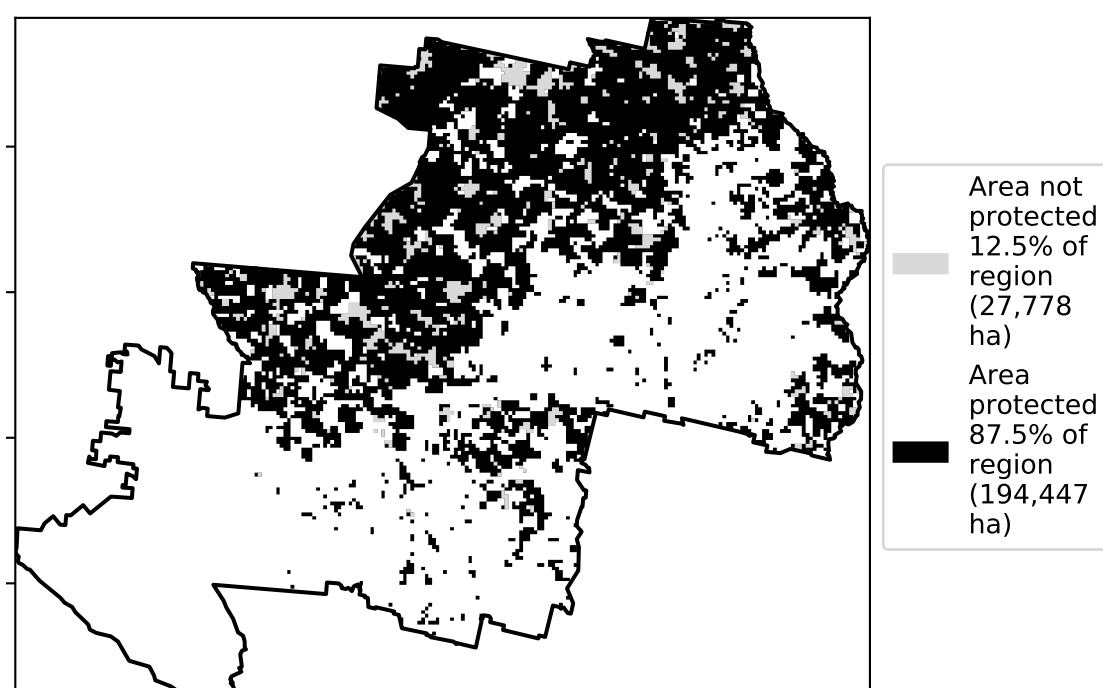 Area not
protected
12.5% of
region
(27,778
ha)
Area
protected
87.5% of
region
(194,447
ha)